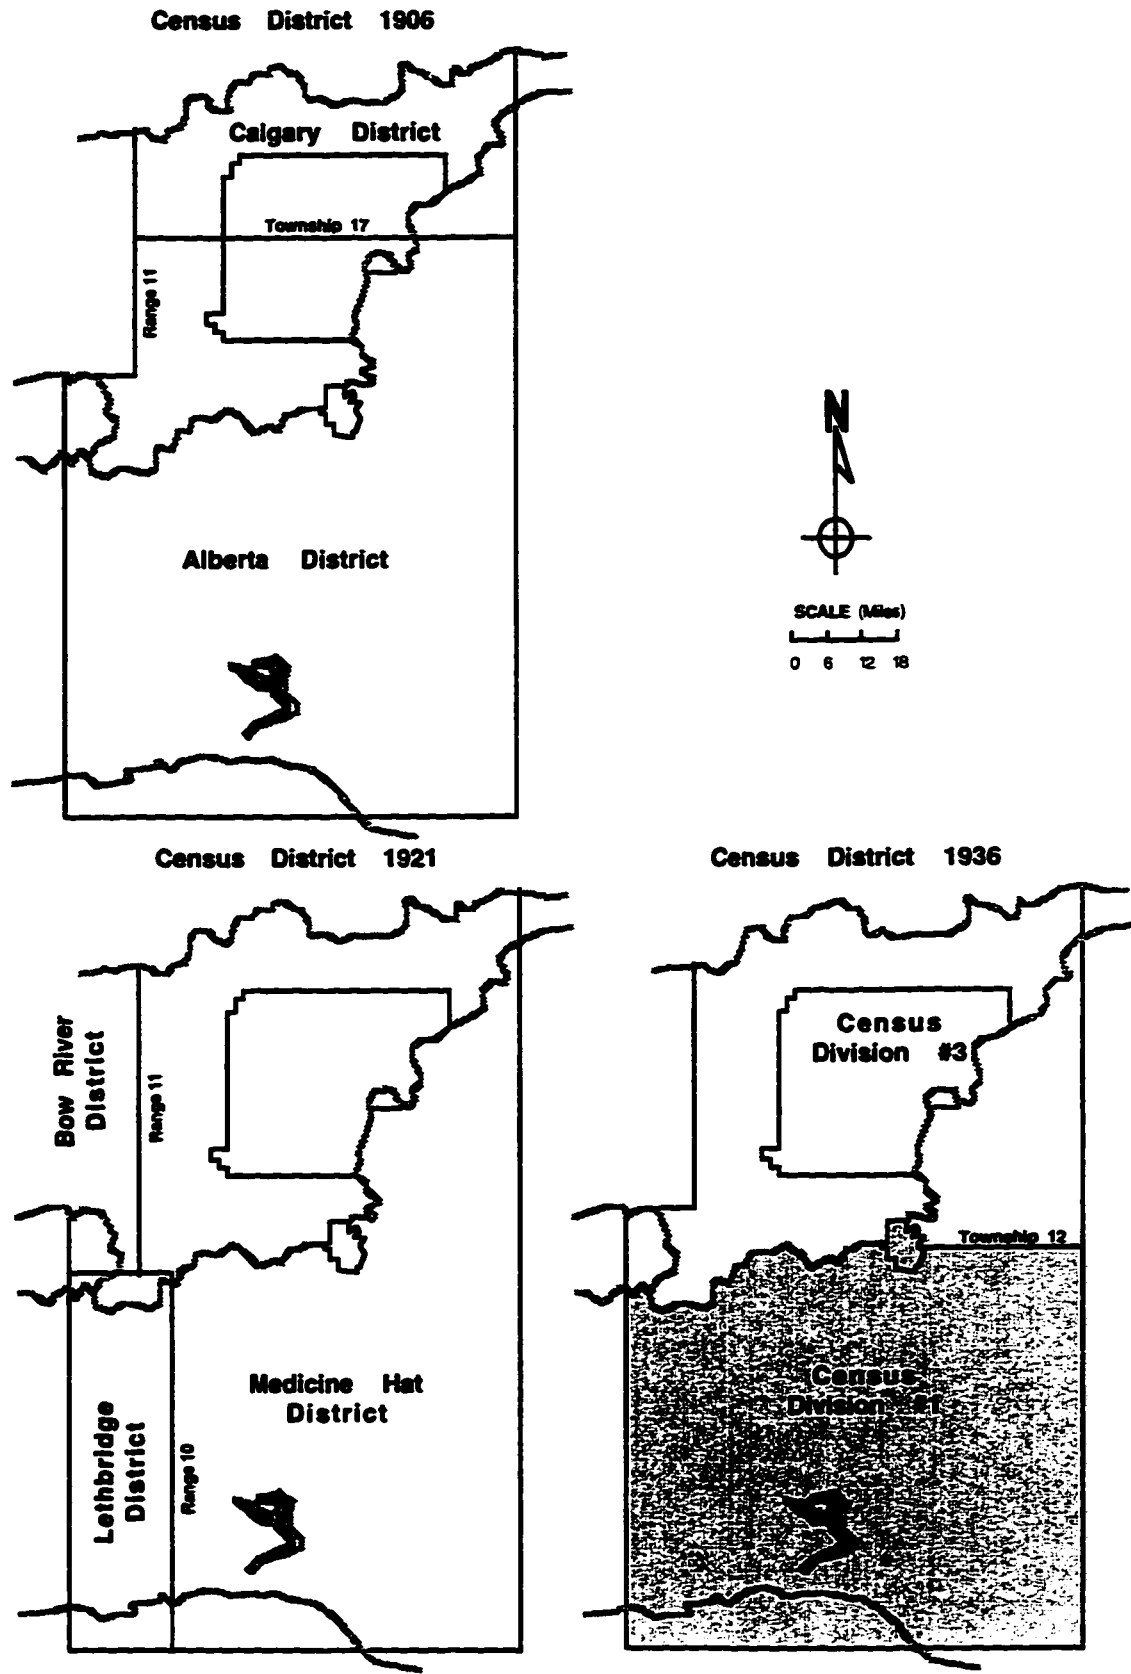 Census District 1906
Calgary District
Township 17
Range 11
Alberta District
N
SCALE (Miles)
0 6 12 18
Census District 1921
Bow River
District
Range 11
Lethbridge
District
Range 10
Medicine Hat
District
Census District 1936
Census
Division #3
Township 12
Census
Division #1